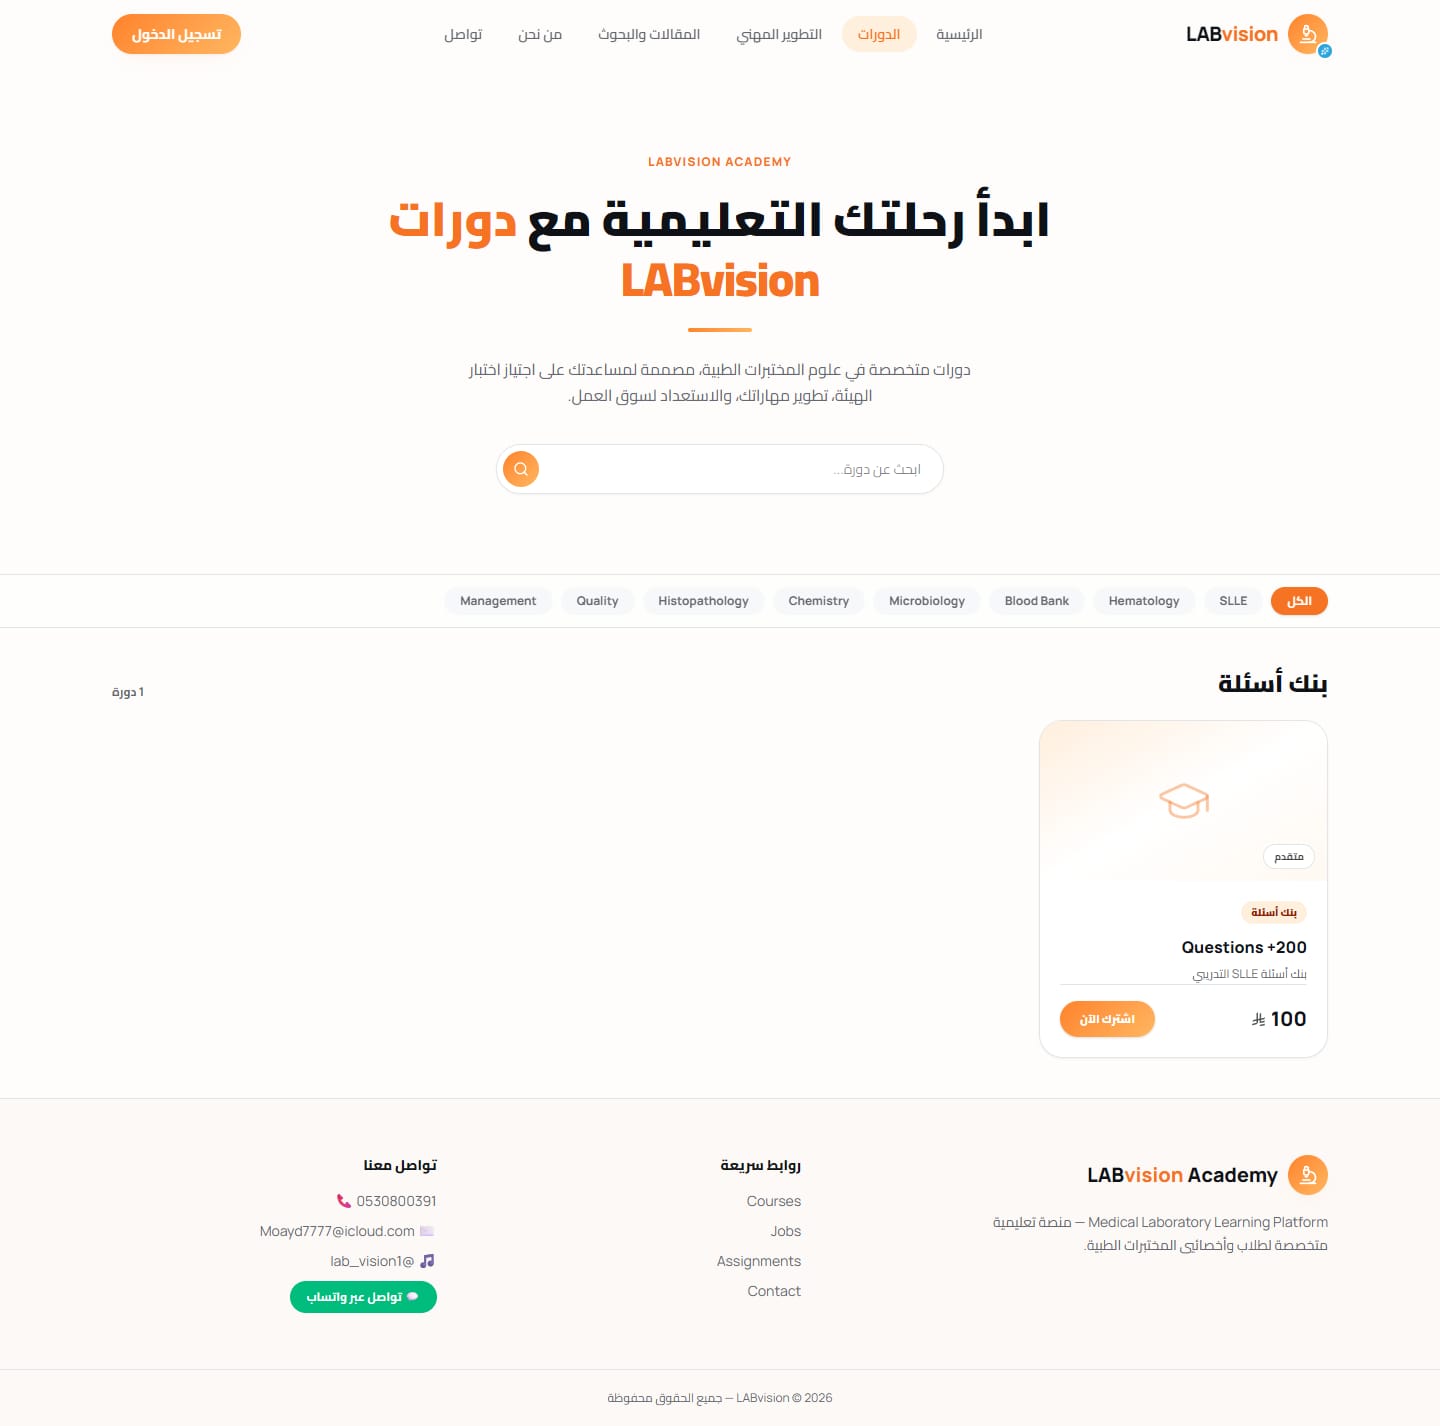 LABvision
الرئيسية
الدورات
التطوير المهني
المقالات والبحوث
من نحن
تواصل
تسجيل الدخول
LABVISION ACADEMY
ابدأ رحلتك التعليمية مع دورات
LABvision
دورات متخصصة في علوم المختبرات الطبية، مصممة لمساعدتك على اجتياز اختبار
الهيئة، تطوير مهاراتك، والاستعداد لسوق العمل.
ابحث عن دورة...
الكل
SLLE
Hematology
Blood Bank
Microbiology
Chemistry
Histopathology
Quality
Management
بنك أسئلة
1 دورة
متقدم
بنك أسئلة
Questions +200
بنك أسئلة SLLE التدريبي
100
اشترك الآن
LABvision Academy
Medical Laboratory Learning Platform — منصة تعليمية
متخصصة لطلاب وأخصائيي المختبرات الطبية.
روابط سريعة
Courses
Jobs
Assignments
Contact
تواصل معنا
0530800391
Moayd7777@icloud.com
lab_vision1@
تواصل عبر واتساب
LABvision © 2026 — جميع الحقوق محفوظة